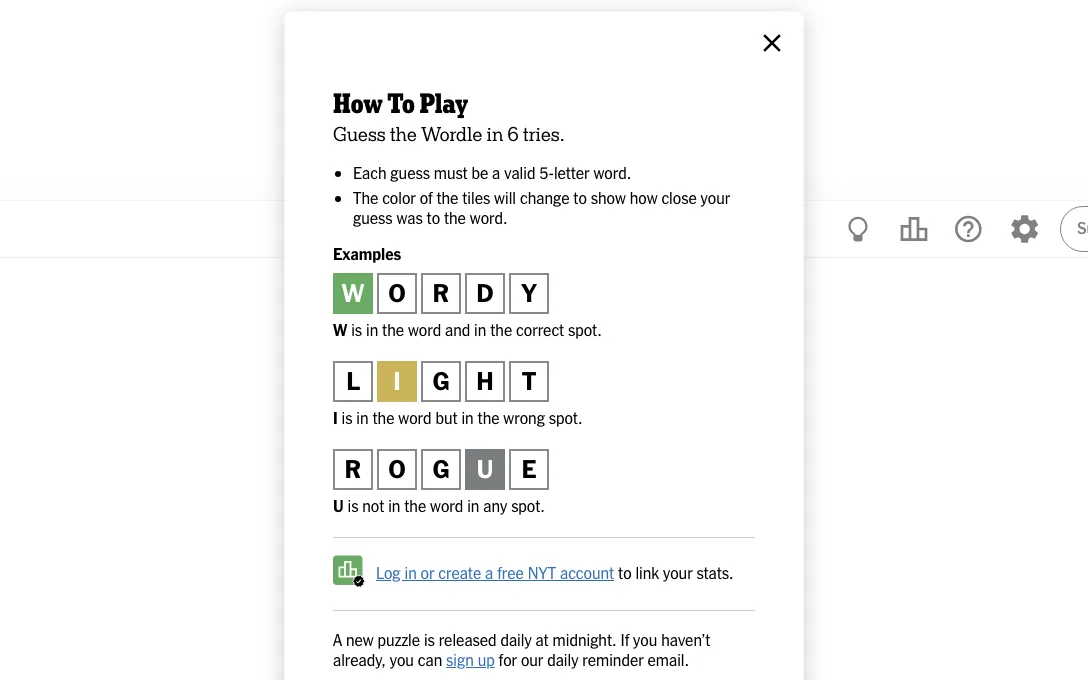 How To Play
Guess the Wordle in 6 tries.
Each guess must be a valid 5-letter word.
The color of the tiles will change to show how close your
guess was to the word.
Examples
W O R D Y
W is in the word and in the correct spot.
L I G H T
I is in the word but in the wrong spot.
R O G U E
U is not in the word in any spot.
Log in or create a free NYT account to link your stats.
A new puzzle is released daily at midnight. If you haven't
already, you can sign up for our daily reminder email.